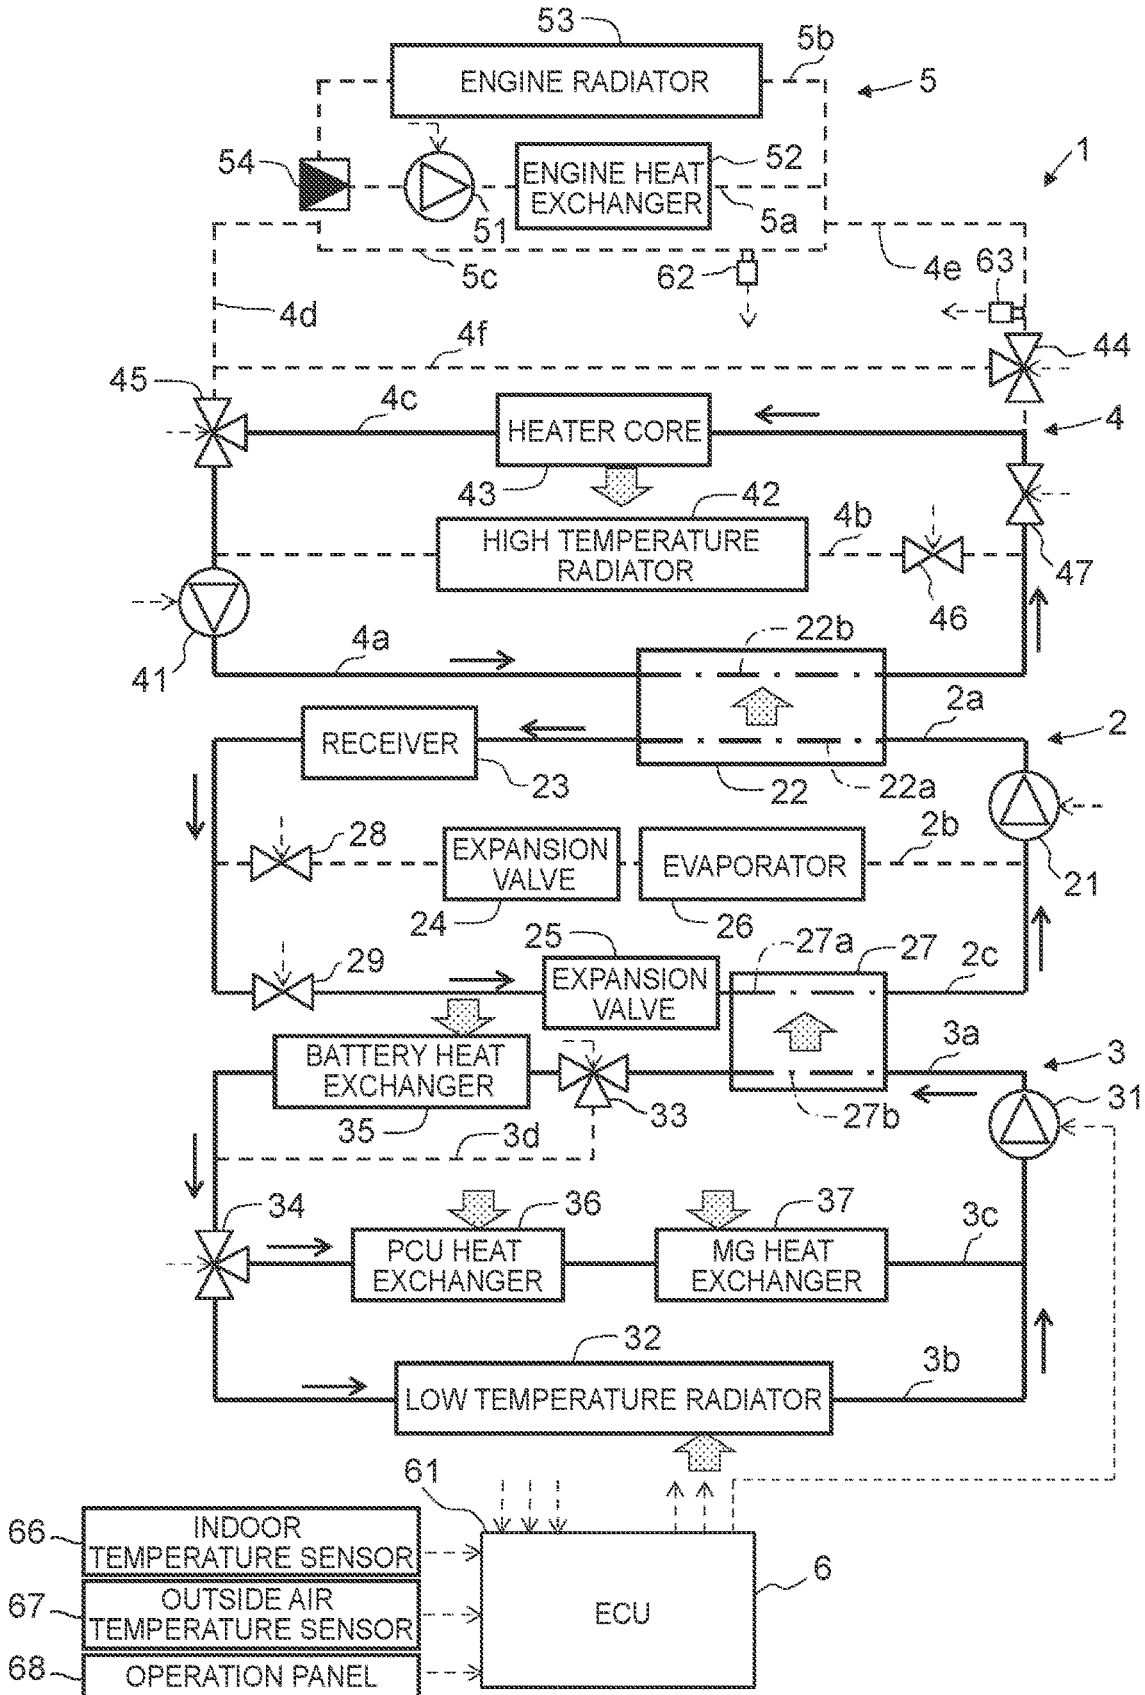 53
5b
ENGINE RADIATOR
5
54
52
1
ENGINE HEAT
EXCHANGER
51
5a
5c
62
4e
63
4d
4f
44
45
4c
HEATER CORE
4
43
42
4b
HIGH TEMPERATURE
RADIATOR
47
46
41
4a
22b
2a
2
RECEIVER
23
22
22a
28
EXPANSION
VALVE
EVAPORATOR
2b
21
24
26
25
27a
27
29
2c
EXPANSION
VALVE
BATTERY HEAT
EXCHANGER
3a
3
31
35
3d
33
27b
34
36
37
PCU HEAT
EXCHANGER
MG HEAT
EXCHANGER
3c
32
LOW TEMPERATURE RADIATOR
3b
61
66
INDOOR
TEMPERATURE SENSOR
67
OUTSIDE AIR
TEMPERATURE SENSOR
ECU
6
68
OPERATION PANEL